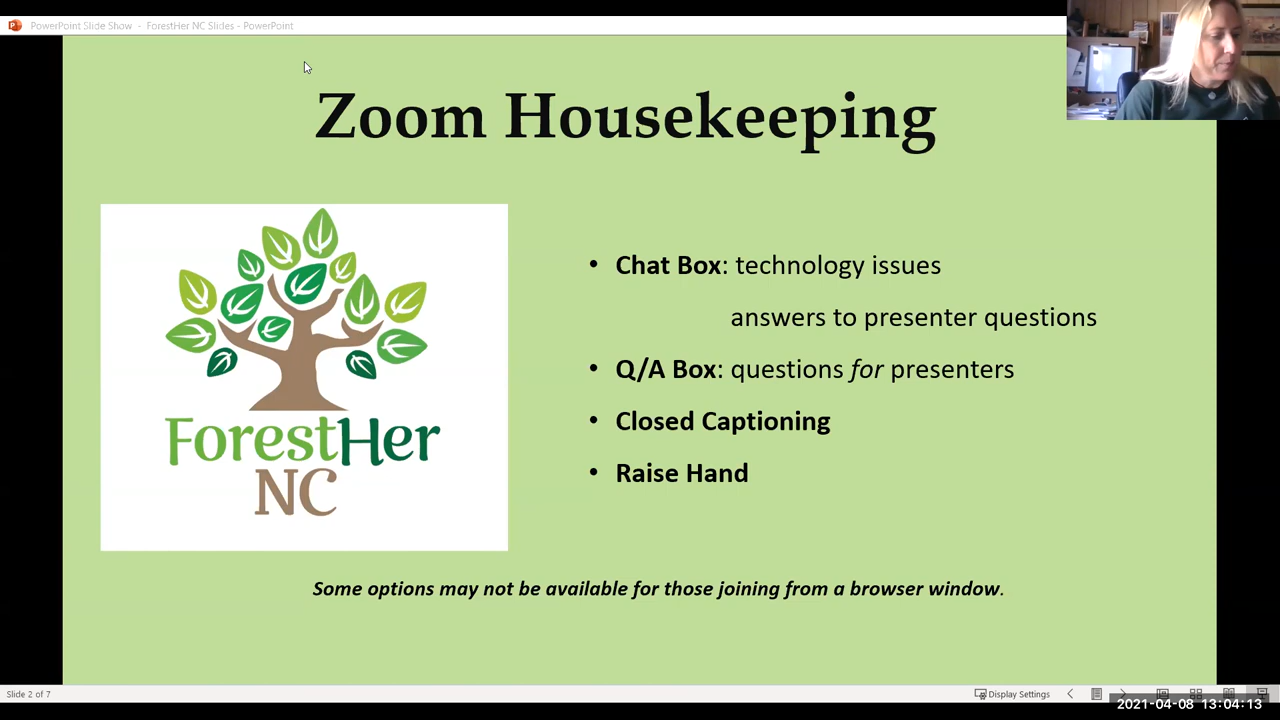 PowerPoint Slide Show - ForestHer NC Slides - PowerPoint
Zoom Housekeeping
ForestHer
NC
• Chat Box: technology issues
answers to presenter questions
• Q/A Box: questions for presenters
• Closed Captioning
• Raise Hand
Some options may not be available for those joining from a browser window.
Slide 2 of 7
Display Settings
2021-04-08 13:04:13